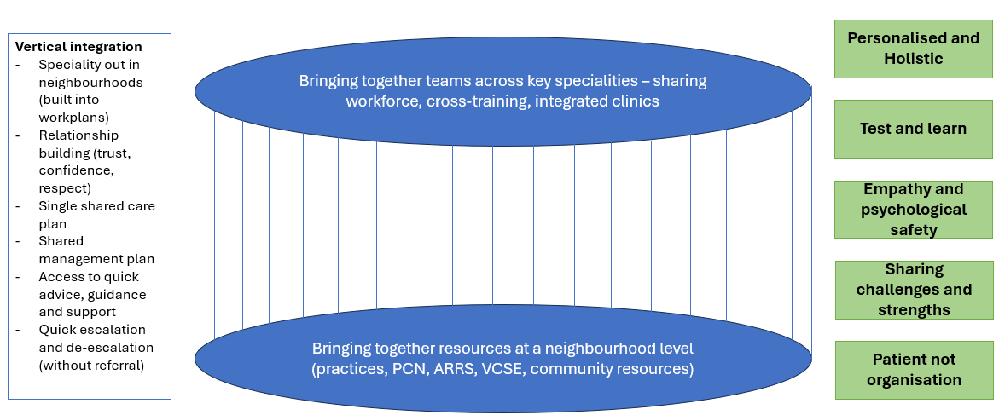 Vertical integration
- Speciality out in
neighbourhoods
(built into
workplans)
- Relationship
building (trust,
confidence,
respect)
- Single shared care
plan
- Shared
management plan
- Access to quick
advice, guidance
and support
- Quick escalation
and de-escalation
(without referral)
Bringing together teams across key specialities – sharing
workforce, cross-training, integrated clinics
Bringing together resources at a neighbourhood level
(practices, PCN, ARRS, VCSE, community resources)
Personalised and
Holistic
Test and learn
Empathy and
psychological
safety
Sharing
challenges and
strengths
Patient not
organisation